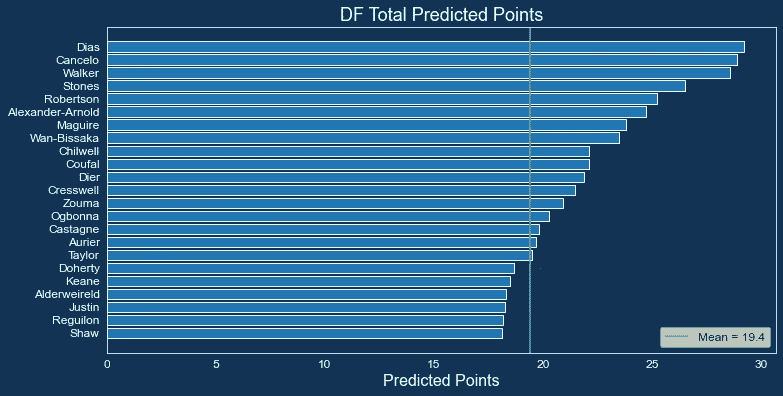 DF Total Predicted Points
Dias
Cancelo
Walker
Stones
Robertson
Alexander-Arnold
Maguire
Wan-Bissaka
Chilwell
Coufal
Dier
Cresswell
Zouma
Ogbonna
Castagne
Aurier
Taylor
Doherty
Keane
Alderweireld
Justin
Reguilon
Shaw
Mean = 19.4
0 5 10 15 20 25 30
Predicted Points